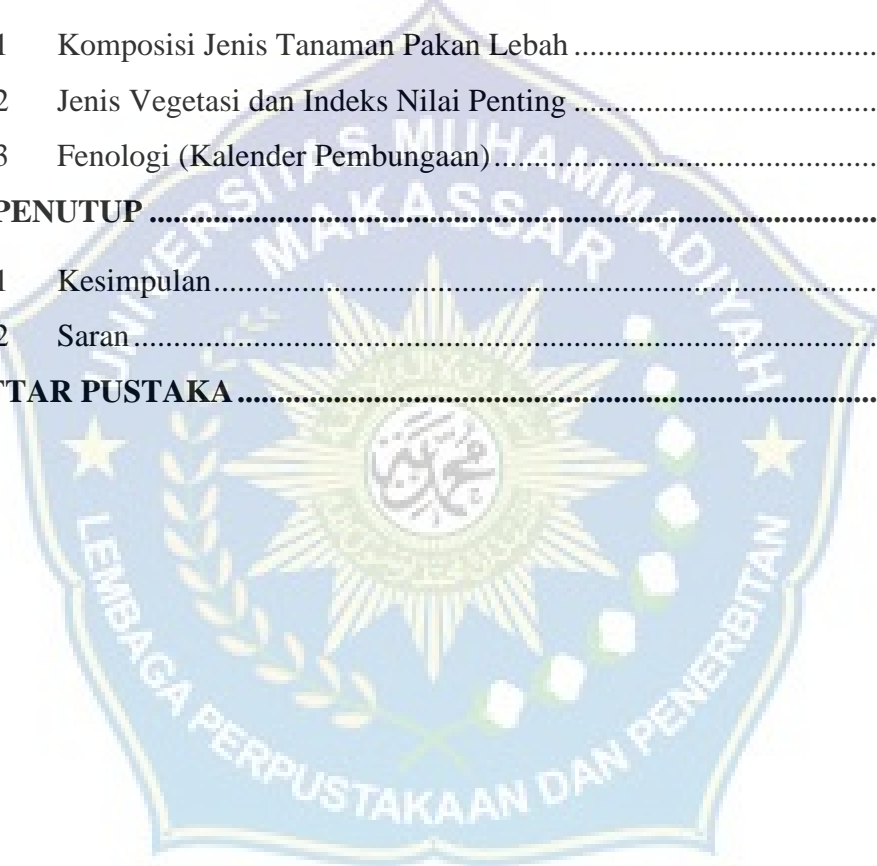 1 Komposisi Jenis Tanaman Pakan Lebah ........................................
2 Jenis Vegetasi dan Indeks Nilai Penting ........................................
3 Fenologi (Kalender Pembungaan) ..................................................
PENUTUP ........................................................................................
1 Kesimpulan ....................................................................................
2 Saran ..............................................................................................
TAR PUSTAKA ................................................................................
UNIVERSITAS MUHAMMADIYAH
MAKASSAR
LEMBAGA PERPUSTAKAAN DAN PENERBITAN